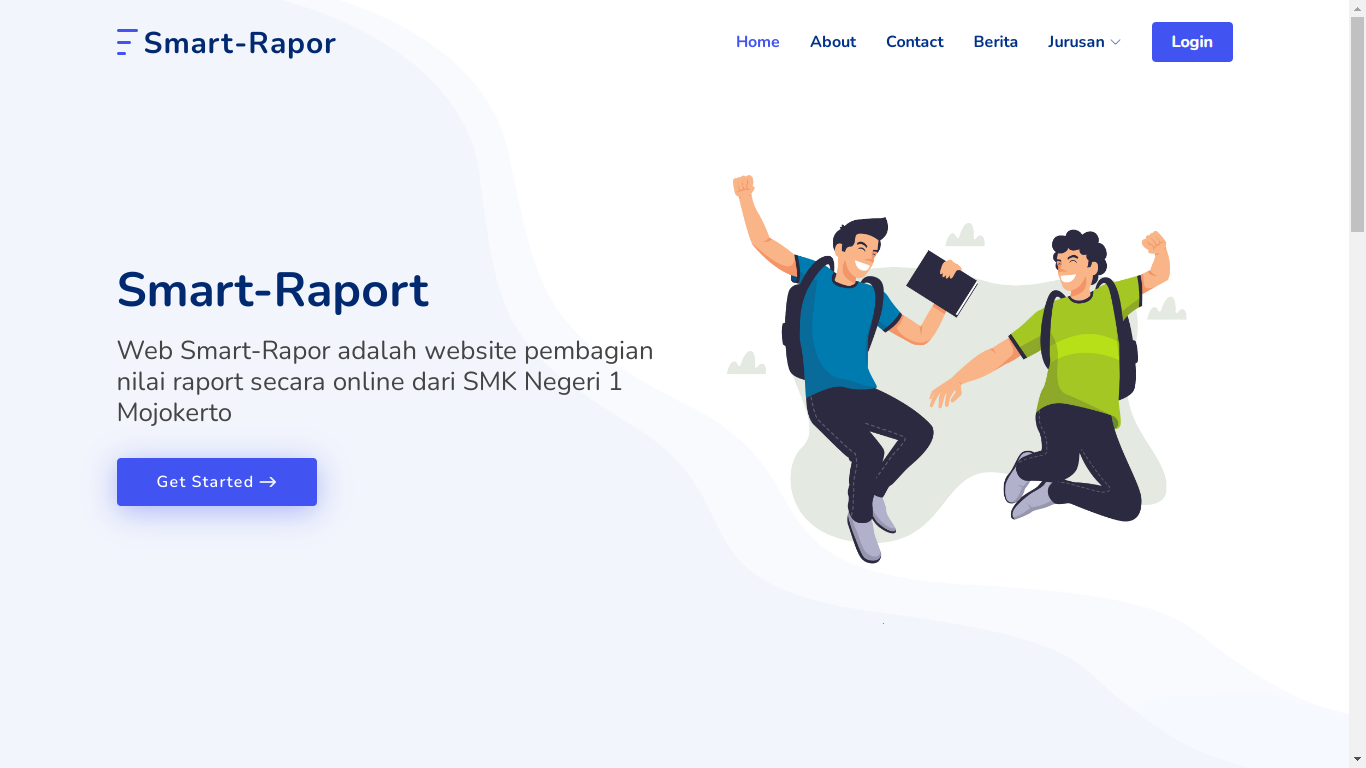 Smart-Rapor
Home About Contact Berita Jurusan Login
Smart-Raport
Web Smart-Rapor adalah website pembagian
nilai raport secara online dari SMK Negeri 1
Mojokerto
Get Started →